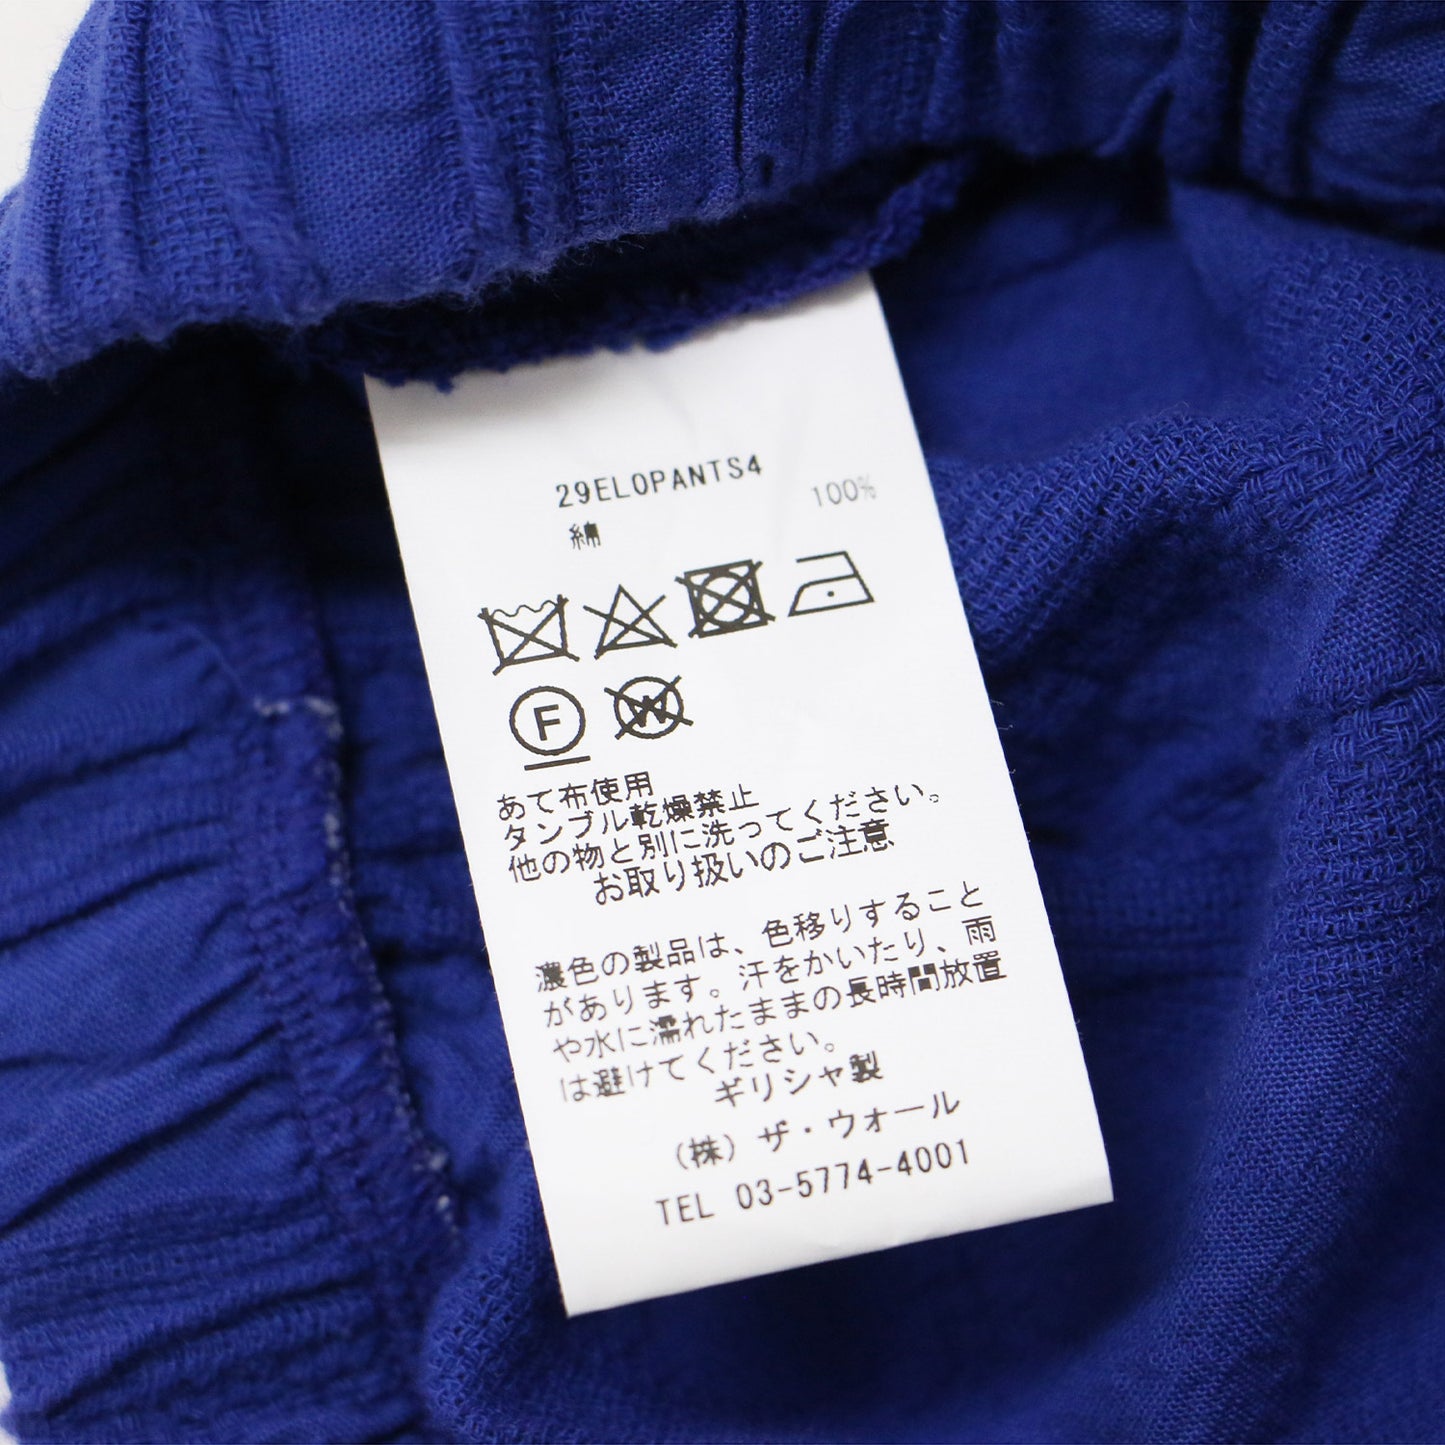 29ELOPANTS4
綿 100%
F
W
あて布使用
タンブル乾燥禁止
他の物と別に洗ってください。
お取り扱いのご注意
濃色の製品は、色移りすること
があります。汗をかいたり、雨
や水に濡れたままの長時間放置
は避けてください。
ギリシャ製
（株）ザ・ウォール
TEL 03-5774-4001